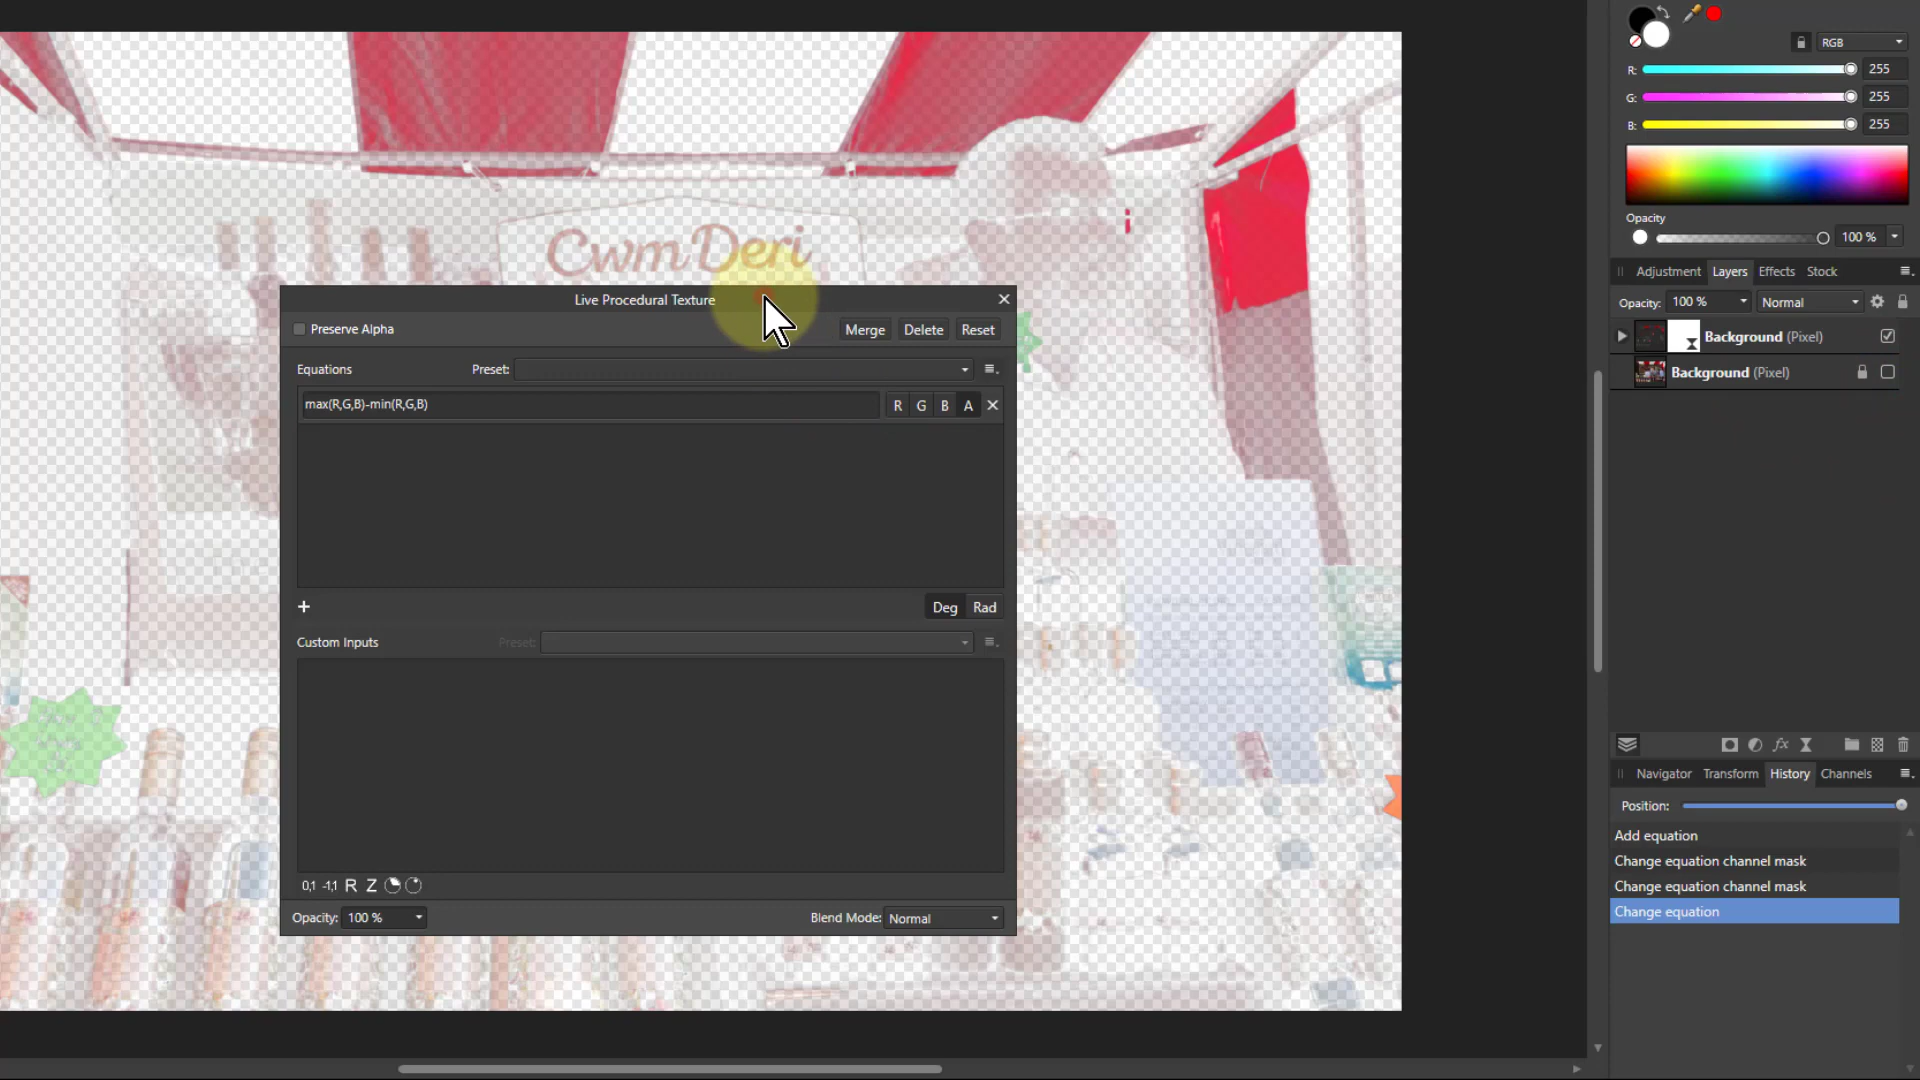 RGB
R: 255
G: 255
B: 255
Opacity
100 %
Adjustment Layers Effects Stock
Opacity: 100 % Normal
Background (Pixel)
Background (Pixel)
Cwm Deri
Live Procedural Texture
Preserve Alpha Merge Delete Reset
Equations Preset:
max(R,G,B)-min(R,G,B) R G B A
Deg Rad
Custom Inputs Preset:
0,1 -1,1 R Z
Opacity: 100 % Blend Mode: Normal
fx
Navigator Transform History Channels
Position:
Add equation
Change equation channel mask
Change equation channel mask
Change equation